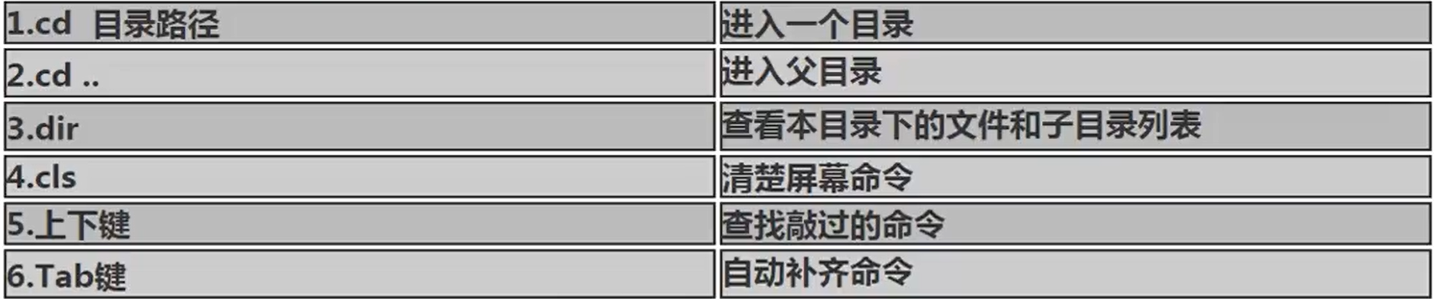 1.cd  目录路径
进入一个目录
2.cd ..
进入父目录
3.dir
查看本目录下的文件和子目录列表
4.cls
清楚屏幕命令
5.上下键
查找敲过的命令
6.Tab键
自动补齐命令